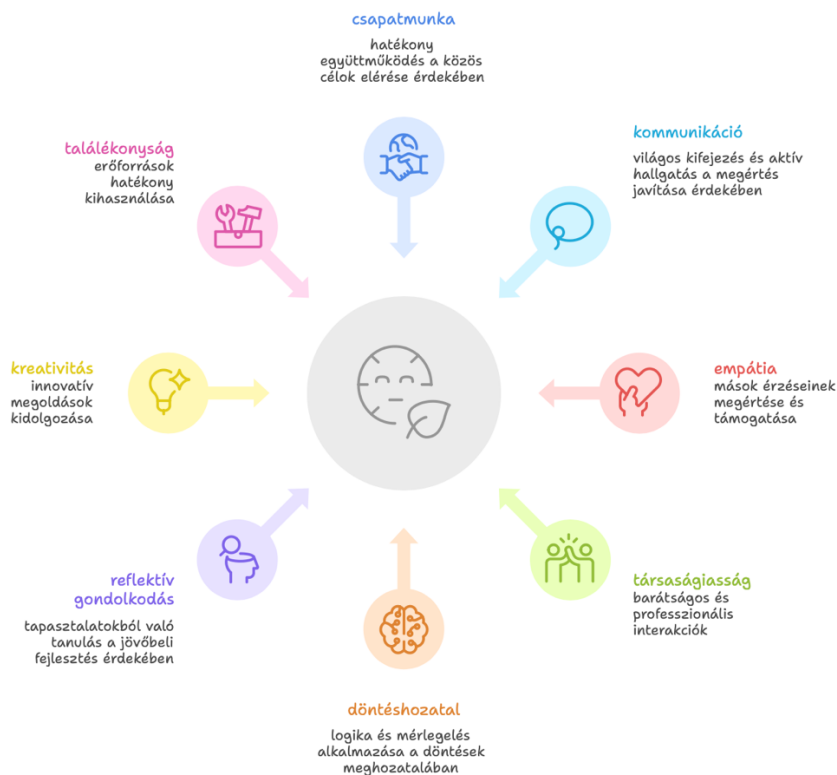 csapatmunka
hatékony
együttműködés a közös
célok elérése érdekében
kommunikáció
világos kifejezés és aktív
hallgatás a megértés
javítása érdekében
empátia
mások érzéseinek
megértése és
támogatása
társaságiasság
barátságos és
professzionális
interakciók
döntéshozatal
logika és mérlegelés
alkalmazása a döntések
meghozatalában
reflektív
gondolkodás
tapasztalatokból való
tanulás a jövőbeli
fejlesztés érdekében
kreativitás
innovatív
megoldások
kidolgozása
találékonyság
erőforrások
hatékony
kihasználása